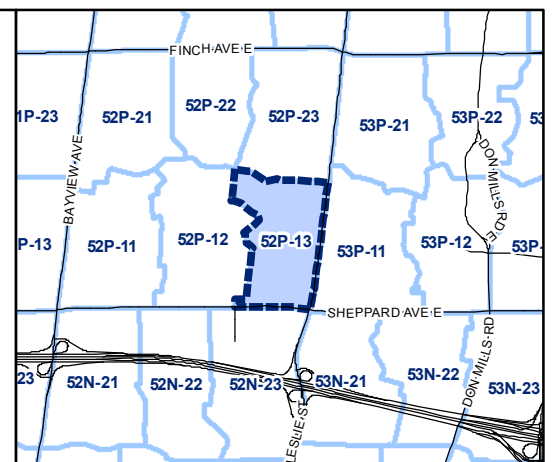 FINCH AVE E
1P-23
52P-21
52P-22
52P-23
53P-21
53P-22
53
BAYVIEW AVE
DON MILLS RD E
P-13
52P-11
52P-12
52P-13
53P-11
53P-12
53P-
SHEPPARD AVE E
23
52N-21
52N-22
52N-23
53N-21
53N-22
53N-23
LESLIE ST
DON MILLS RD